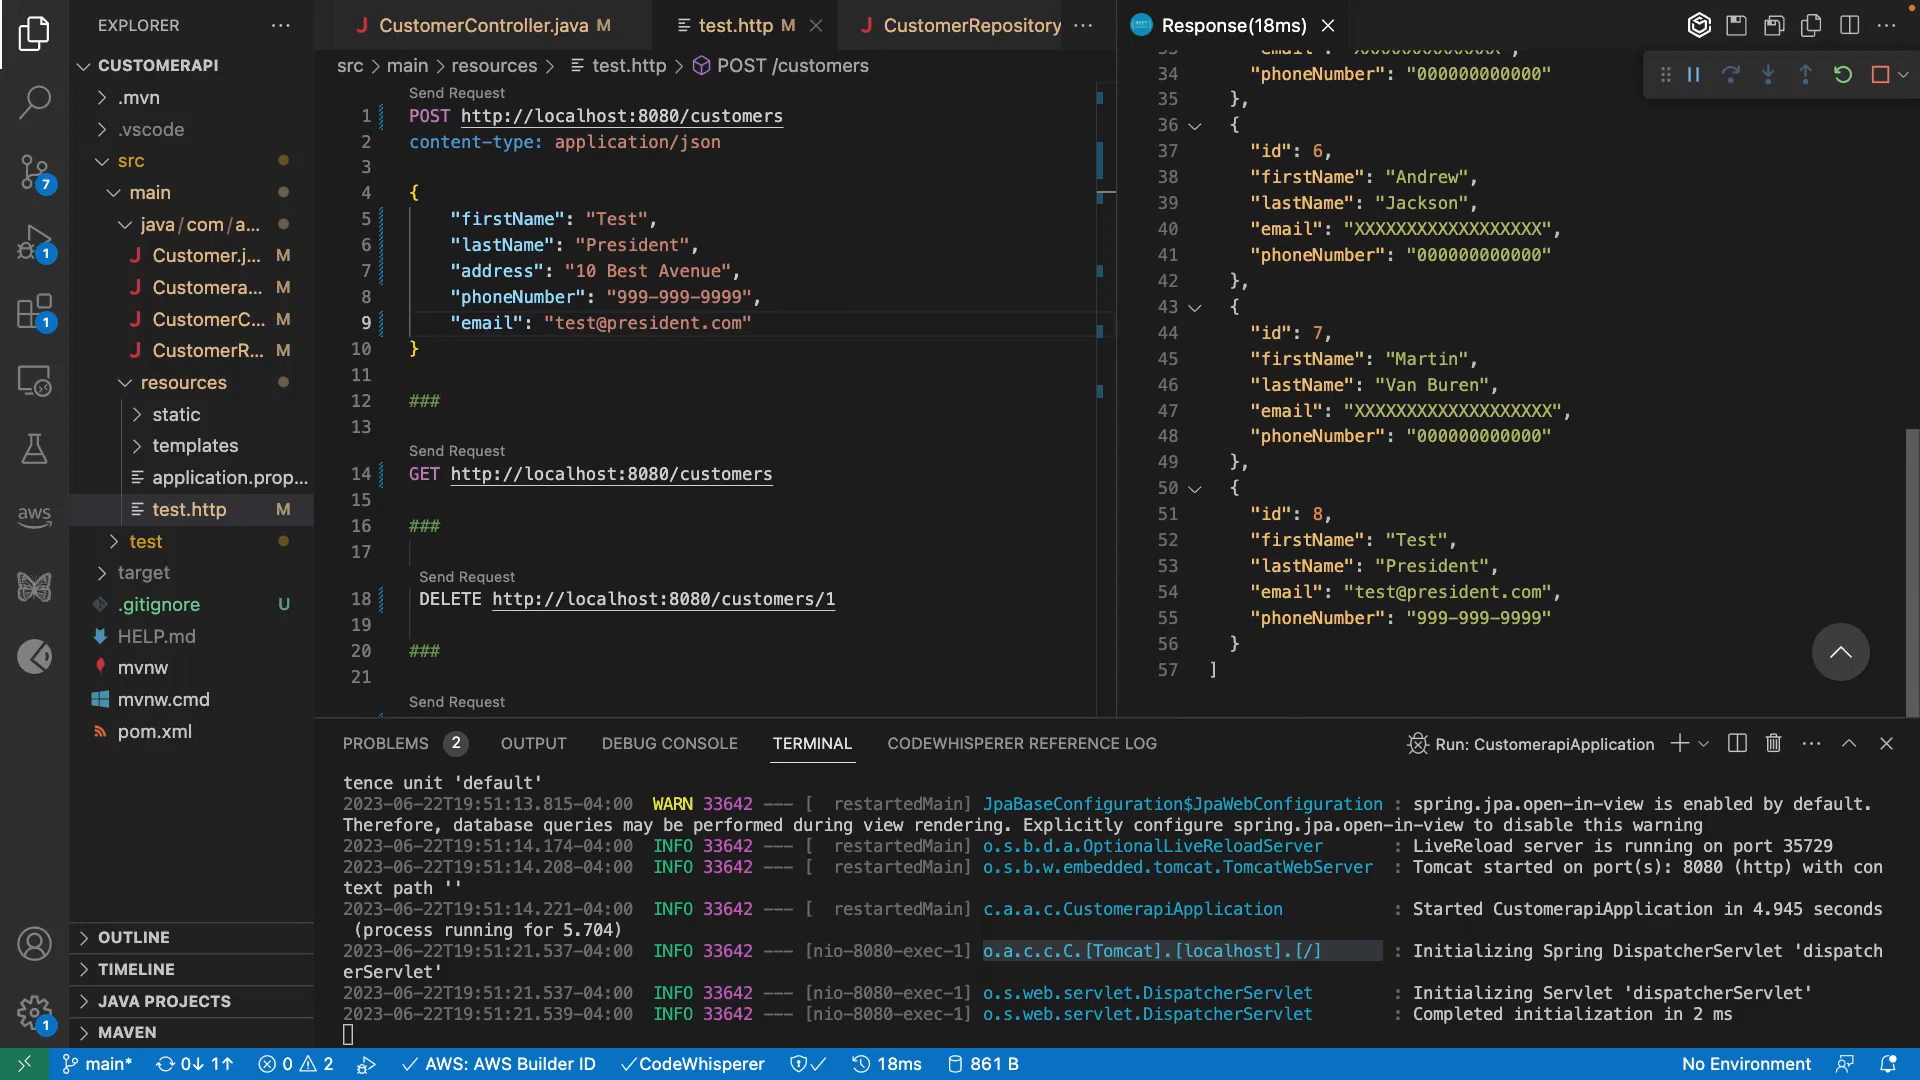 EXPLORER
CUSTOMERAPI
.mvn
.vscode
src
main
java/com/a...
Customer.j... M
Customera... M
CustomerC... M
CustomerR... M
resources
static
templates
application.prop...
test.http M
test
target
.gitignore U
HELP.md
mvnw
mvnw.cmd
pom.xml
OUTLINE
TIMELINE
JAVA PROJECTS
MAVEN
7
1
1
aws
1
CustomerController.java M
test.http M
CustomerRepository
src > main > resources > test.http > POST /customers
Send Request
1 POST http://localhost:8080/customers
2 content-type: application/json
3
4 {
5 "firstName": "Test",
6 "lastName": "President",
7 "address": "10 Best Avenue",
8 "phoneNumber": "999-999-9999",
9 "email": "test@president.com"
10 }
11
12 ###
13
Send Request
14 GET http://localhost:8080/customers
15
16 ###
17
Send Request
18 DELETE http://localhost:8080/customers/1
19
20 ###
21
Send Request
Response(18ms)
34 "phoneNumber": "000000000000"
35 },
36 {
37 "id": 6,
38 "firstName": "Andrew",
39 "lastName": "Jackson",
40 "email": "XXXXXXXXXXXXXXXXXX",
41 "phoneNumber": "000000000000"
42 },
43 {
44 "id": 7,
45 "firstName": "Martin",
46 "lastName": "Van Buren",
47 "email": "XXXXXXXXXXXXXXXXXXX",
48 "phoneNumber": "000000000000"
49 },
50 {
51 "id": 8,
52 "firstName": "Test",
53 "lastName": "President",
54 "email": "test@president.com",
55 "phoneNumber": "999-999-9999"
56 }
57 ]
PROBLEMS 2 OUTPUT DEBUG CONSOLE TERMINAL CODEWHISPERER REFERENCE LOG
Run: CustomerapiApplication
tence unit 'default'
2023-06-22T19:51:13.815-04:00 WARN 33642 --- [ restartedMain] JpaBaseConfiguration$JpaWebConfiguration : spring.jpa.open-in-view is enabled by default.
Therefore, database queries may be performed during view rendering. Explicitly configure spring.jpa.open-in-view to disable this warning
2023-06-22T19:51:14.174-04:00 INFO 33642 --- [ restartedMain] o.s.b.d.a.OptionalLiveReloadServer : LiveReload server is running on port 35729
2023-06-22T19:51:14.208-04:00 INFO 33642 --- [ restartedMain] o.s.b.w.embedded.tomcat.TomcatWebServer : Tomcat started on port(s): 8080 (http) with con
text path ''
2023-06-22T19:51:14.221-04:00 INFO 33642 --- [ restartedMain] c.a.a.c.CustomerapiApplication : Started CustomerapiApplication in 4.945 seconds
(process running for 5.704)
2023-06-22T19:51:21.537-04:00 INFO 33642 --- [nio-8080-exec-1] o.a.c.c.C.[Tomcat].[localhost].[/] : Initializing Spring DispatcherServlet 'dispatch
erServlet'
2023-06-22T19:51:21.537-04:00 INFO 33642 --- [nio-8080-exec-1] o.s.web.servlet.DispatcherServlet : Initializing Servlet 'dispatcherServlet'
2023-06-22T19:51:21.539-04:00 INFO 33642 --- [nio-8080-exec-1] o.s.web.servlet.DispatcherServlet : Completed initialization in 2 ms
main* 0↓ 1↑ 0 2 AWS: AWS Builder ID CodeWhisperer 18ms 861 B No Environment